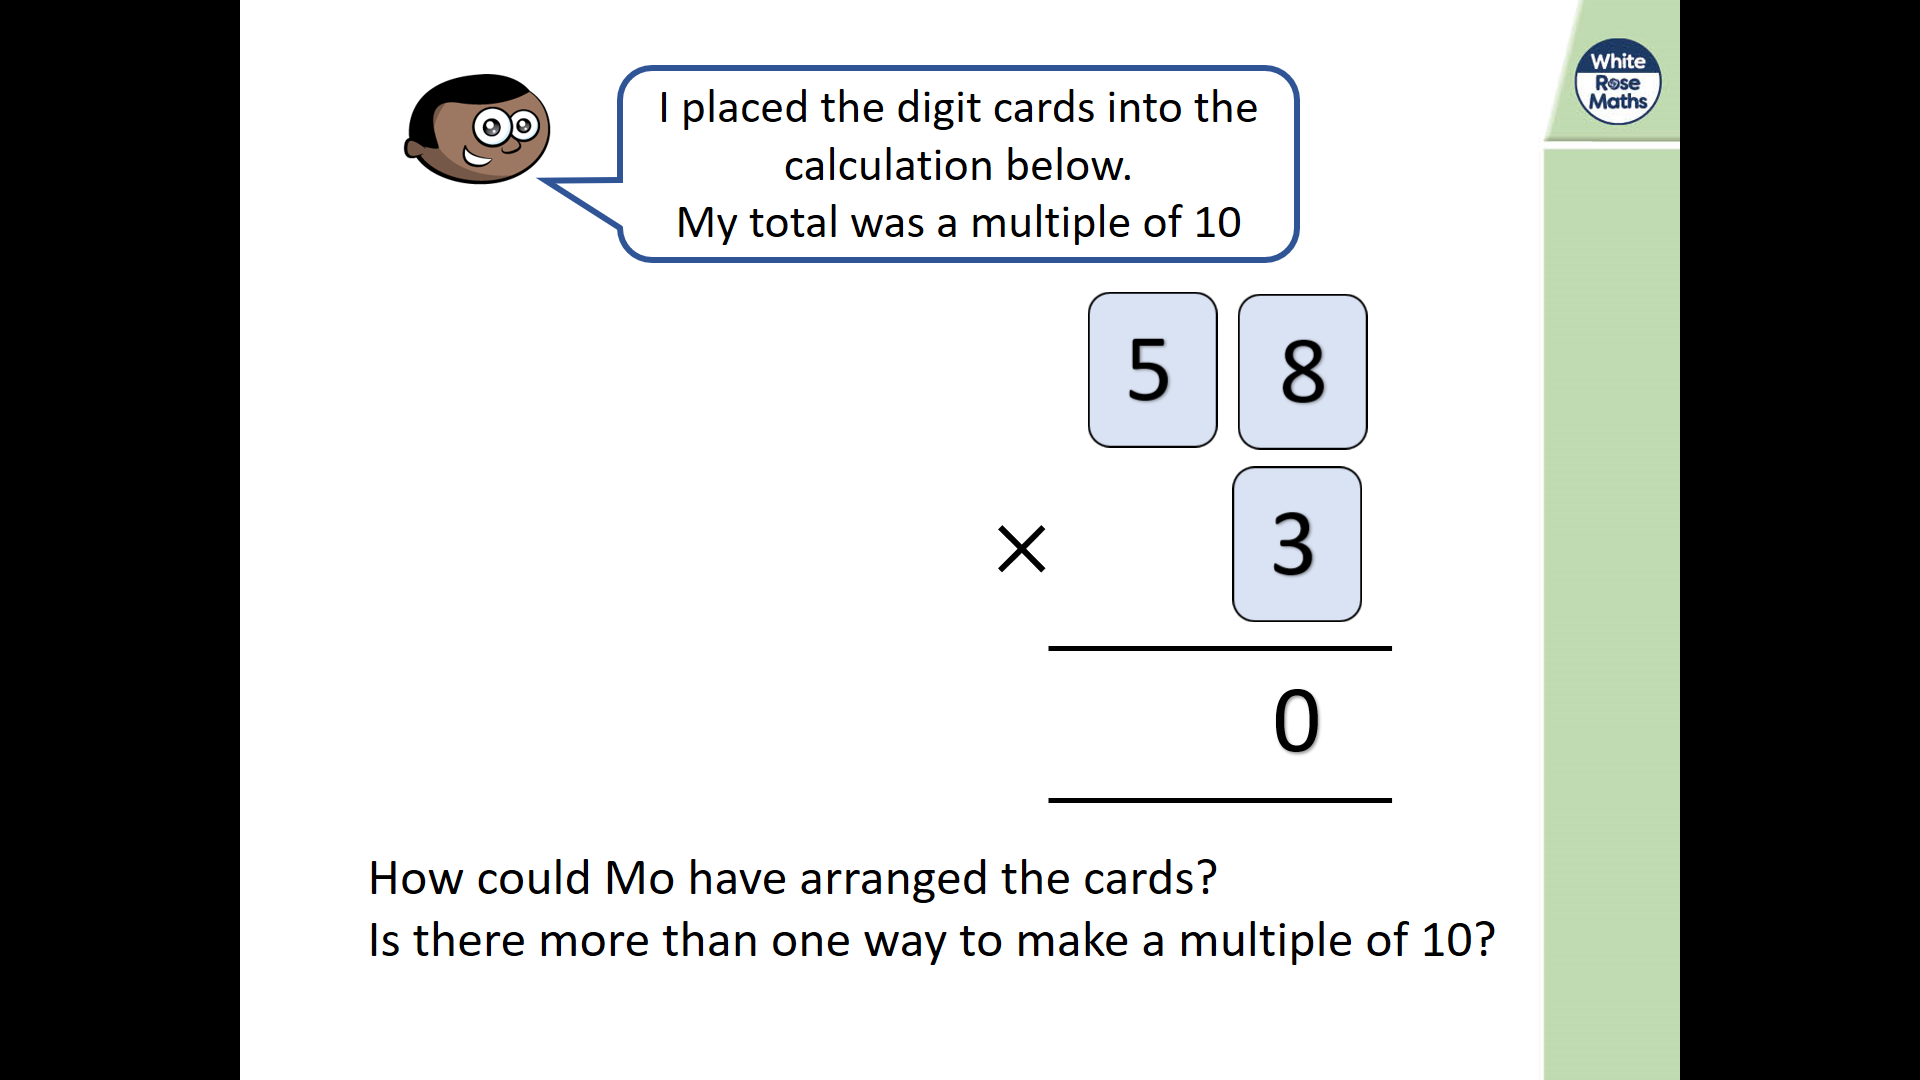 White
Rose
Maths
I placed the digit cards into the
calculation below.
My total was a multiple of 10
5 8
× 3
0
How could Mo have arranged the cards?
Is there more than one way to make a multiple of 10?